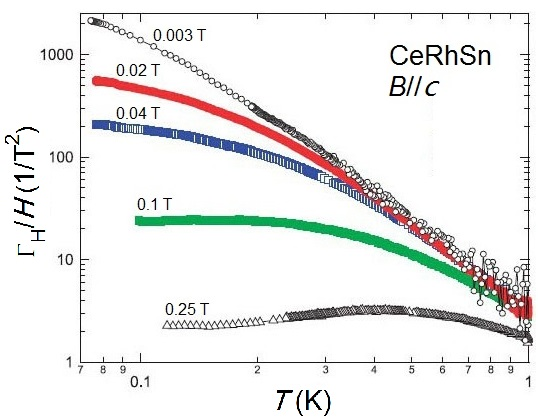 1000
100
10
1
Γ_H/H (1/T²)
0.003 T
0.02 T
0.04 T
0.1 T
0.25 T
CeRhSn
B//c
7 8 9 2 3 4 5 6 7 8 9
0.1 1
T (K)